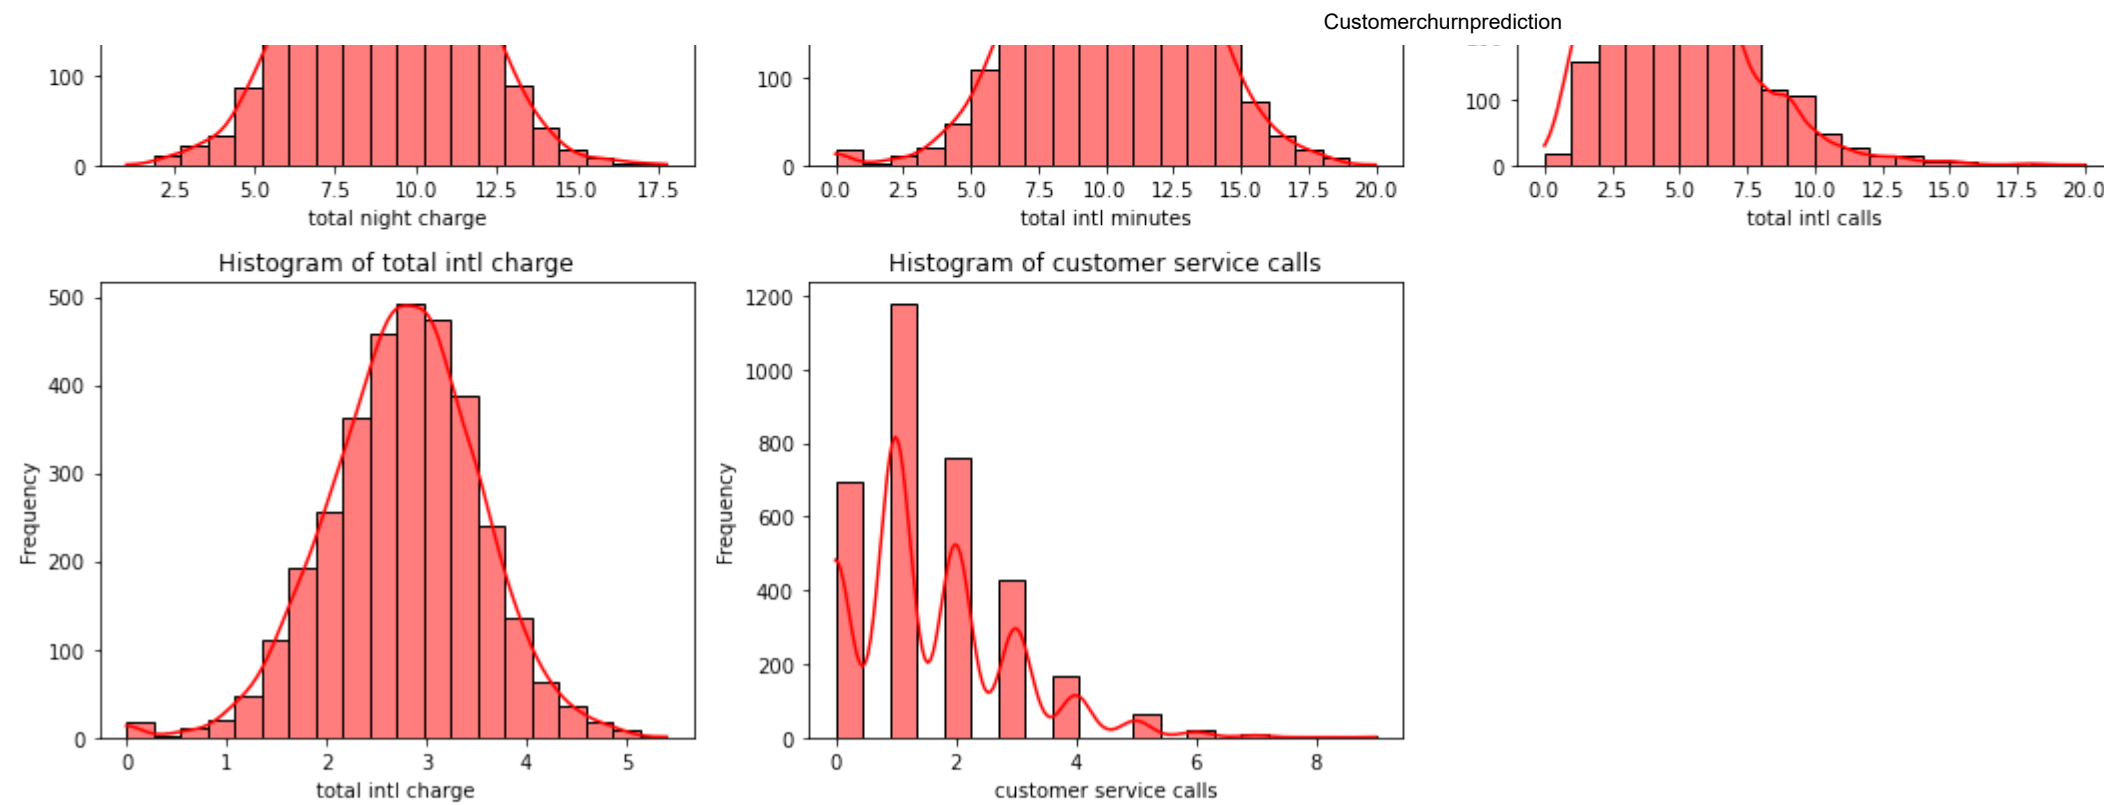 Customerchurnprediction
100
0
2.5 5.0 7.5 10.0 12.5 15.0 17.5
total night charge
100
0
0.0 2.5 5.0 7.5 10.0 12.5 15.0 17.5 20.0
total intl minutes
100
0
0.0 2.5 5.0 7.5 10.0 12.5 15.0 17.5 20.0
total intl calls
Histogram of total intl charge
Frequency
500
400
300
200
100
0
0 1 2 3 4 5
total intl charge
Histogram of customer service calls
Frequency
1200
1000
800
600
400
200
0
0 2 4 6 8
customer service calls